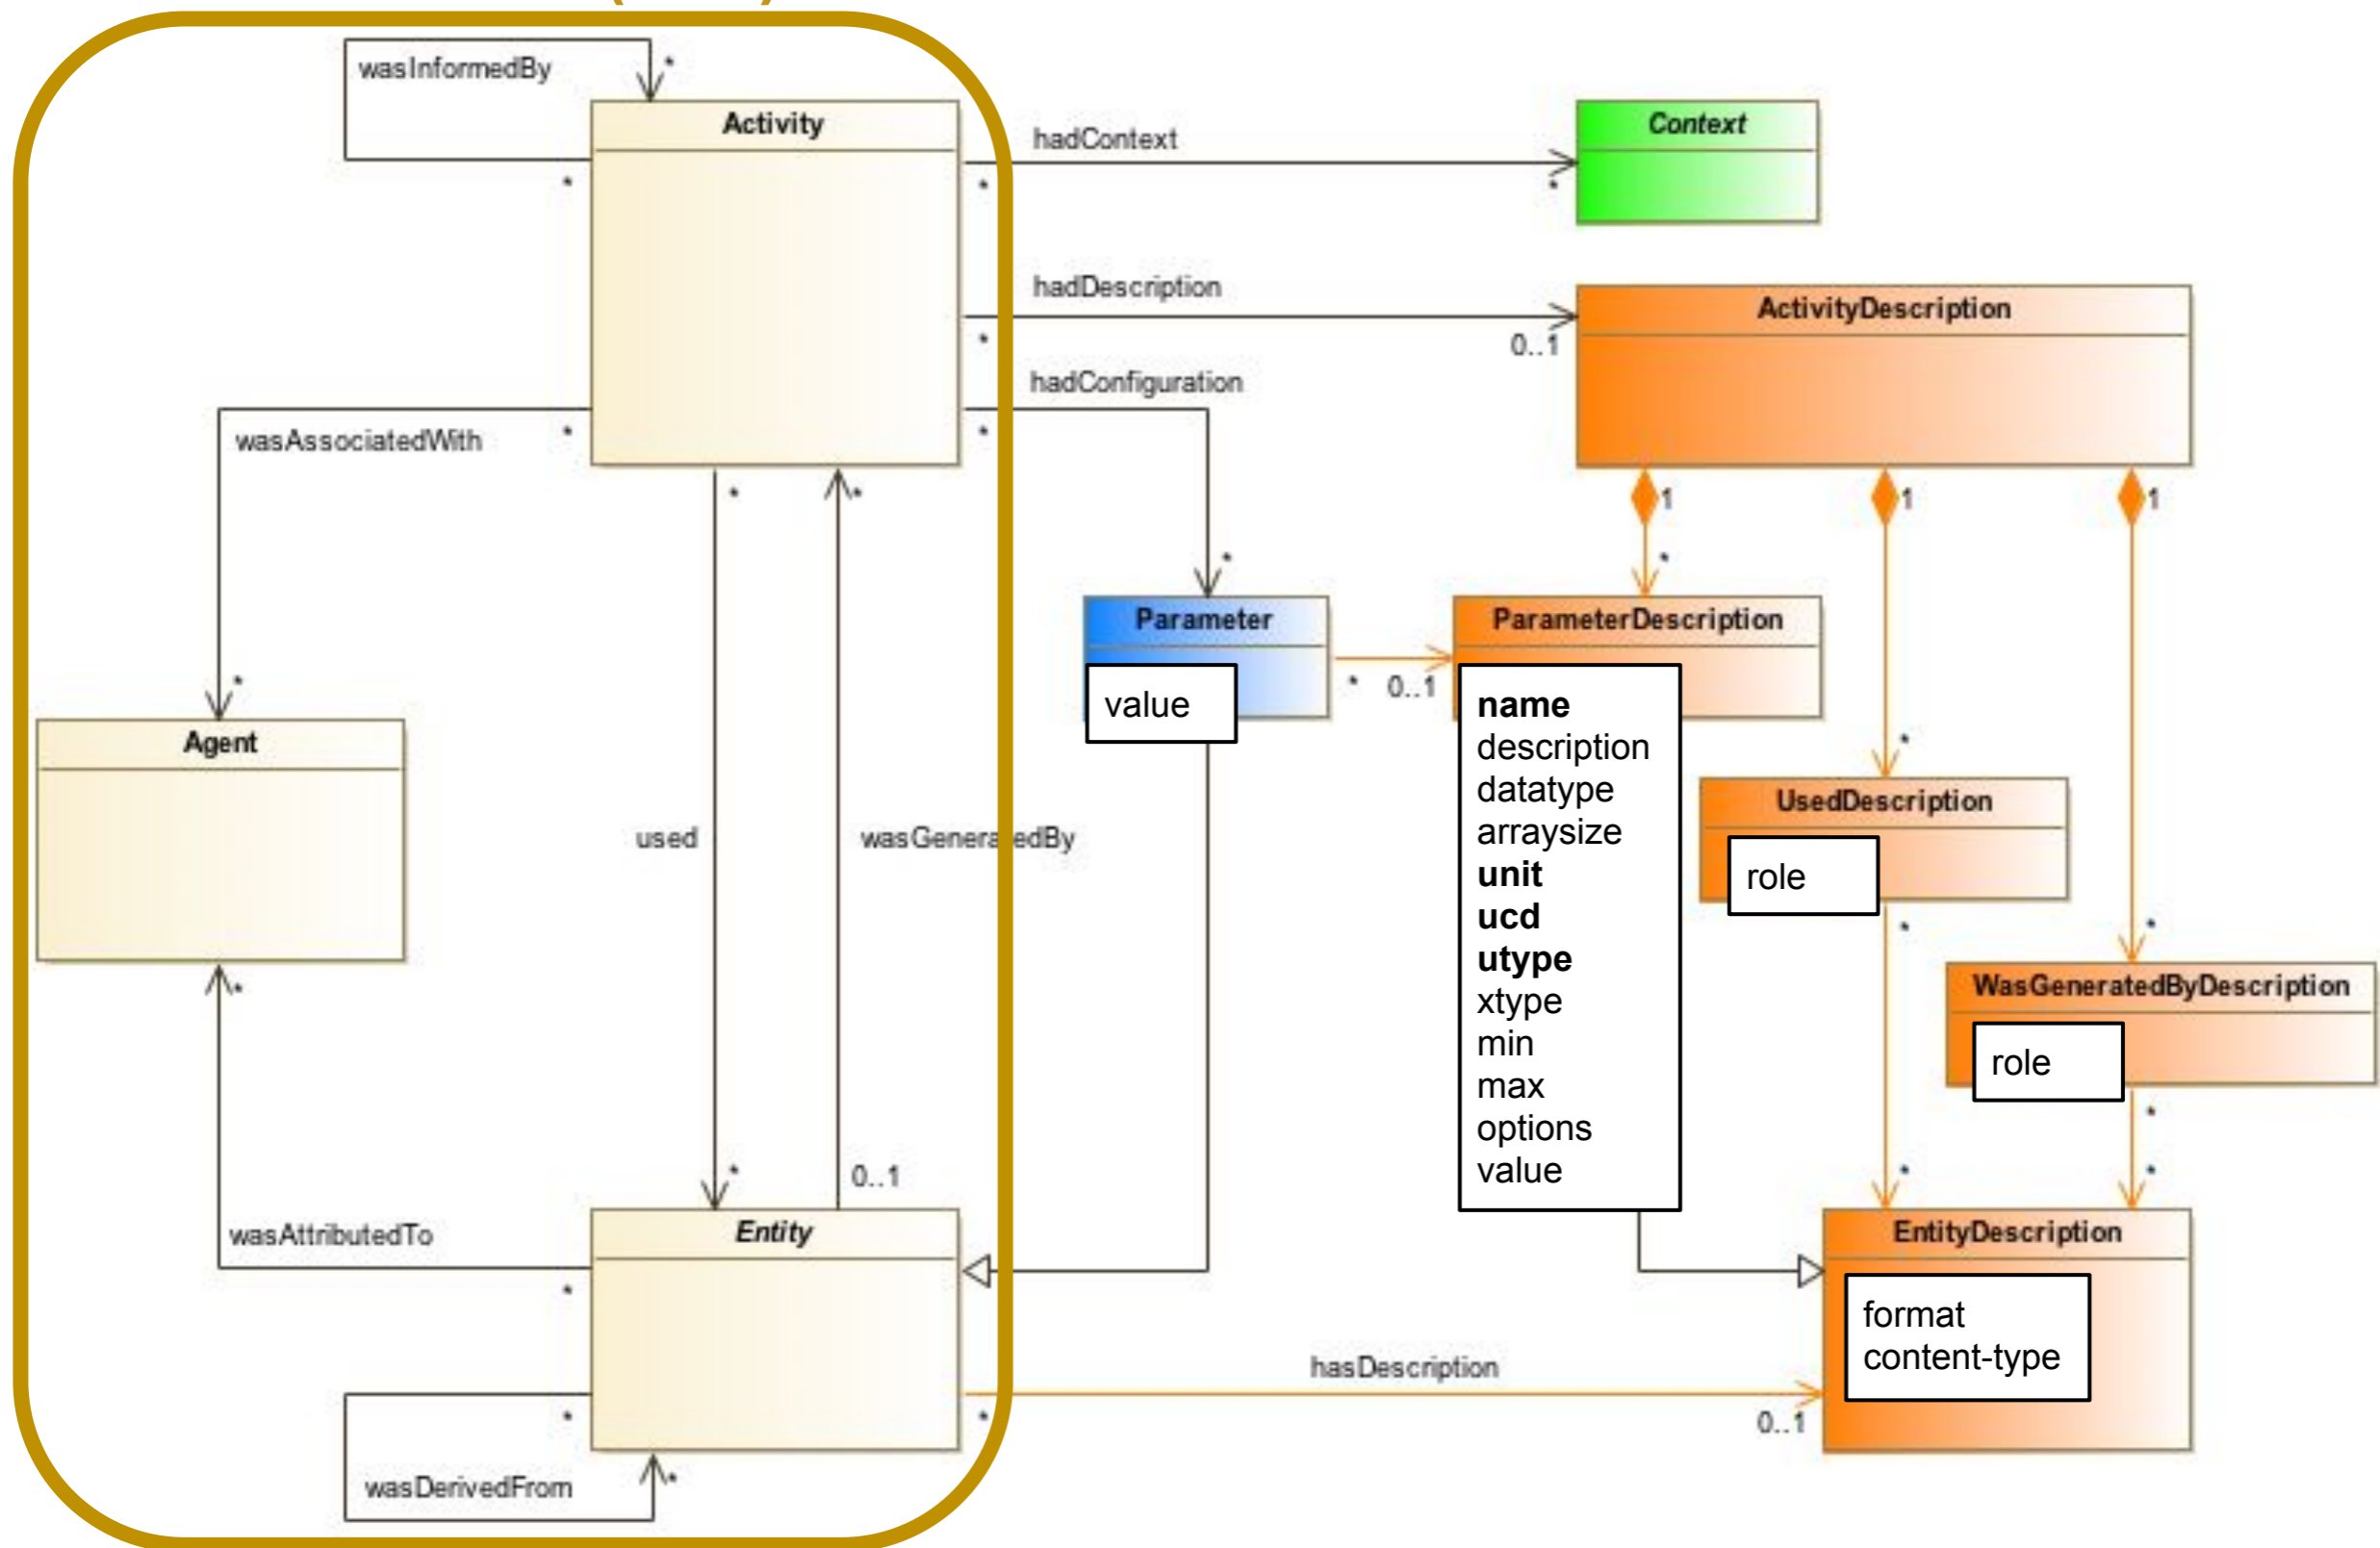 wasInformedBy
*
Activity
*
hadContext
*
*
Context
hadDescription
*
0..1
ActivityDescription
hadConfiguration
*
*
wasAssociatedWith
*
*
*
*
1
1
1
*
Parameter
value
*
0..1
ParameterDescription
name
description
datatype
arraysize
unit
ucd
utype
xtype
min
max
options
value
*
UsedDescription
role
*
*
*
WasGeneratedByDescription
role
*
*
Agent
*
used
wasGeneratedBy
*
0..1
wasAttributedTo
*
Entity
EntityDescription
format
content-type
hasDescription
*
0..1
*
wasDerivedFrom
*